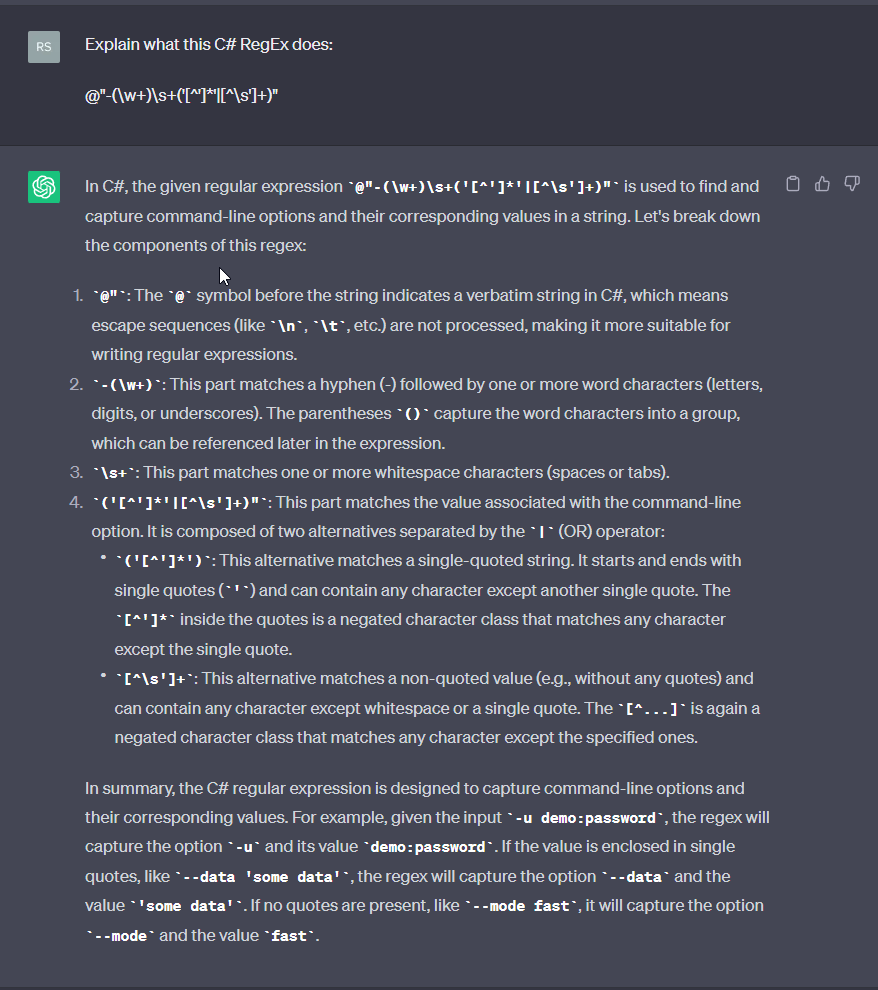 RS
Explain what this C# RegEx does:
@"-(\w+)\s+('[^']*'|[^\s']+)"
In C#, the given regular expression `@"-(\w+)\s+('[^']*'|[^\s']+)"` is used to find and
capture command-line options and their corresponding values in a string. Let's break down
the components of this regex:
1. `@"`: The `@` symbol before the string indicates a verbatim string in C#, which means
escape sequences (like `\n`, `\t`, etc.) are not processed, making it more suitable for
writing regular expressions.
2. `-(\w+)`: This part matches a hyphen (-) followed by one or more word characters (letters,
digits, or underscores). The parentheses `()` capture the word characters into a group,
which can be referenced later in the expression.
3. `\s+`: This part matches one or more whitespace characters (spaces or tabs).
4. `('[^']*'|[^\s']+)"`: This part matches the value associated with the command-line
option. It is composed of two alternatives separated by the `|` (OR) operator:
• `('[^']*')`: This alternative matches a single-quoted string. It starts and ends with
single quotes (`'`) and can contain any character except another single quote. The
`[^']*` inside the quotes is a negated character class that matches any character
except the single quote.
• `[^\s']+`: This alternative matches a non-quoted value (e.g., without any quotes) and
can contain any character except whitespace or a single quote. The `[^...]` is again a
negated character class that matches any character except the specified ones.
In summary, the C# regular expression is designed to capture command-line options and
their corresponding values. For example, given the input `-u demo:password`, the regex will
capture the option `-u` and its value `demo:password`. If the value is enclosed in single
quotes, like `--data 'some data'`, the regex will capture the option `--data` and the
value `'some data'`. If no quotes are present, like `--mode fast`, it will capture the option
`--mode` and the value `fast`.